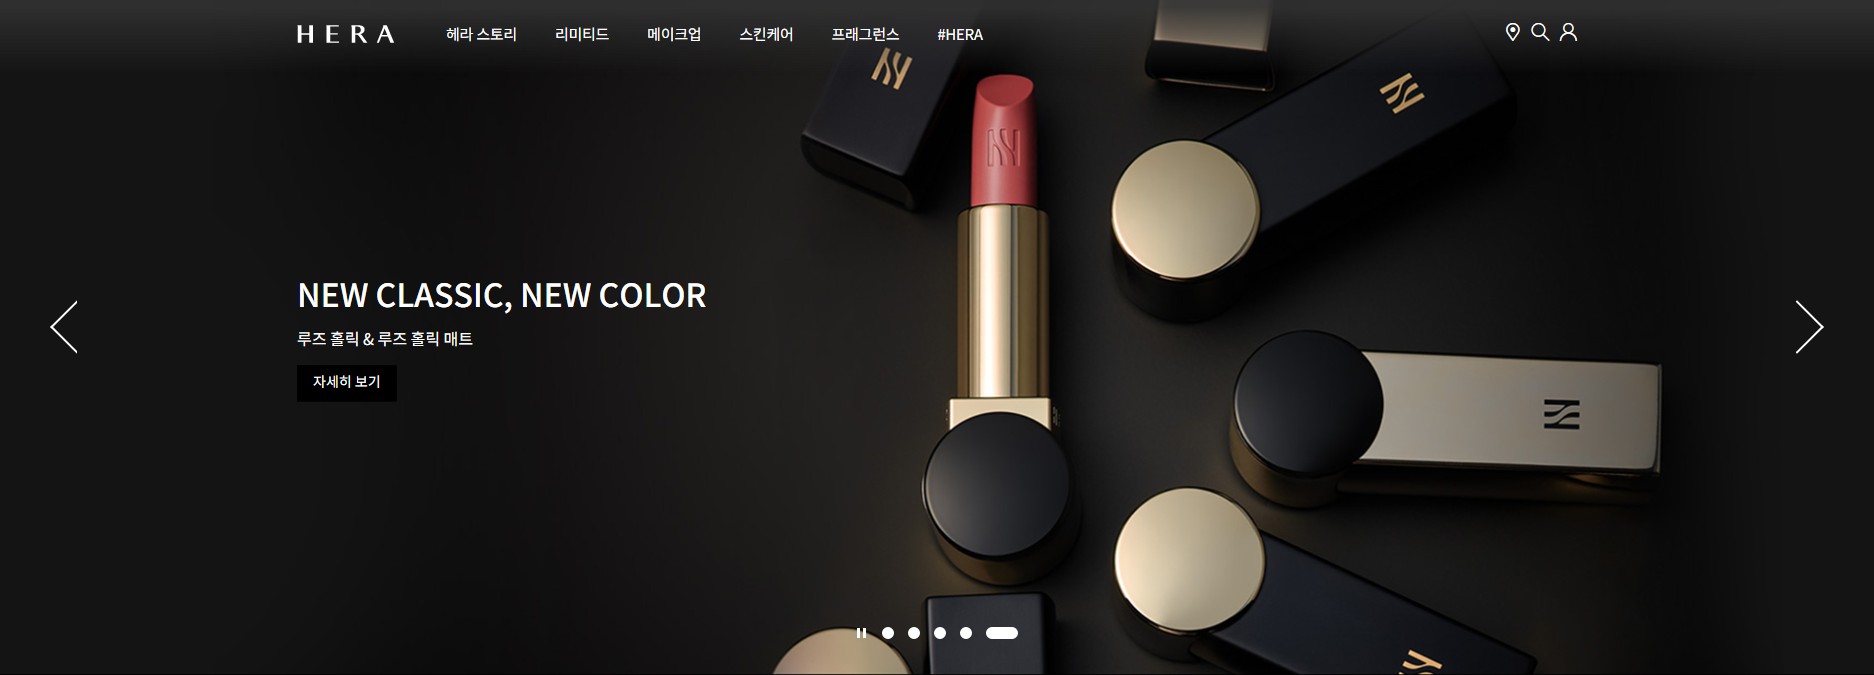 HERA 헤라 스토리 리미티드 메이크업 스킨케어 프래그런스 #HERA
NEW CLASSIC, NEW COLOR
루즈 홀릭 & 루즈 홀릭 매트
자세히 보기